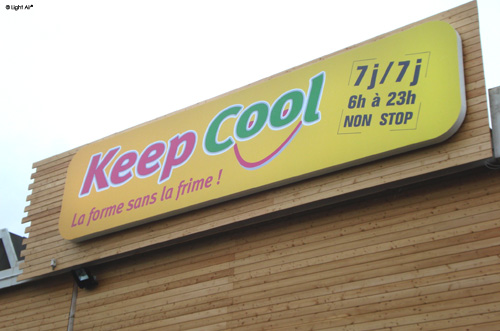 © Light Air®
Keep Cool
La forme sans la frime !
7j/7j
6h à 23h
NON STOP